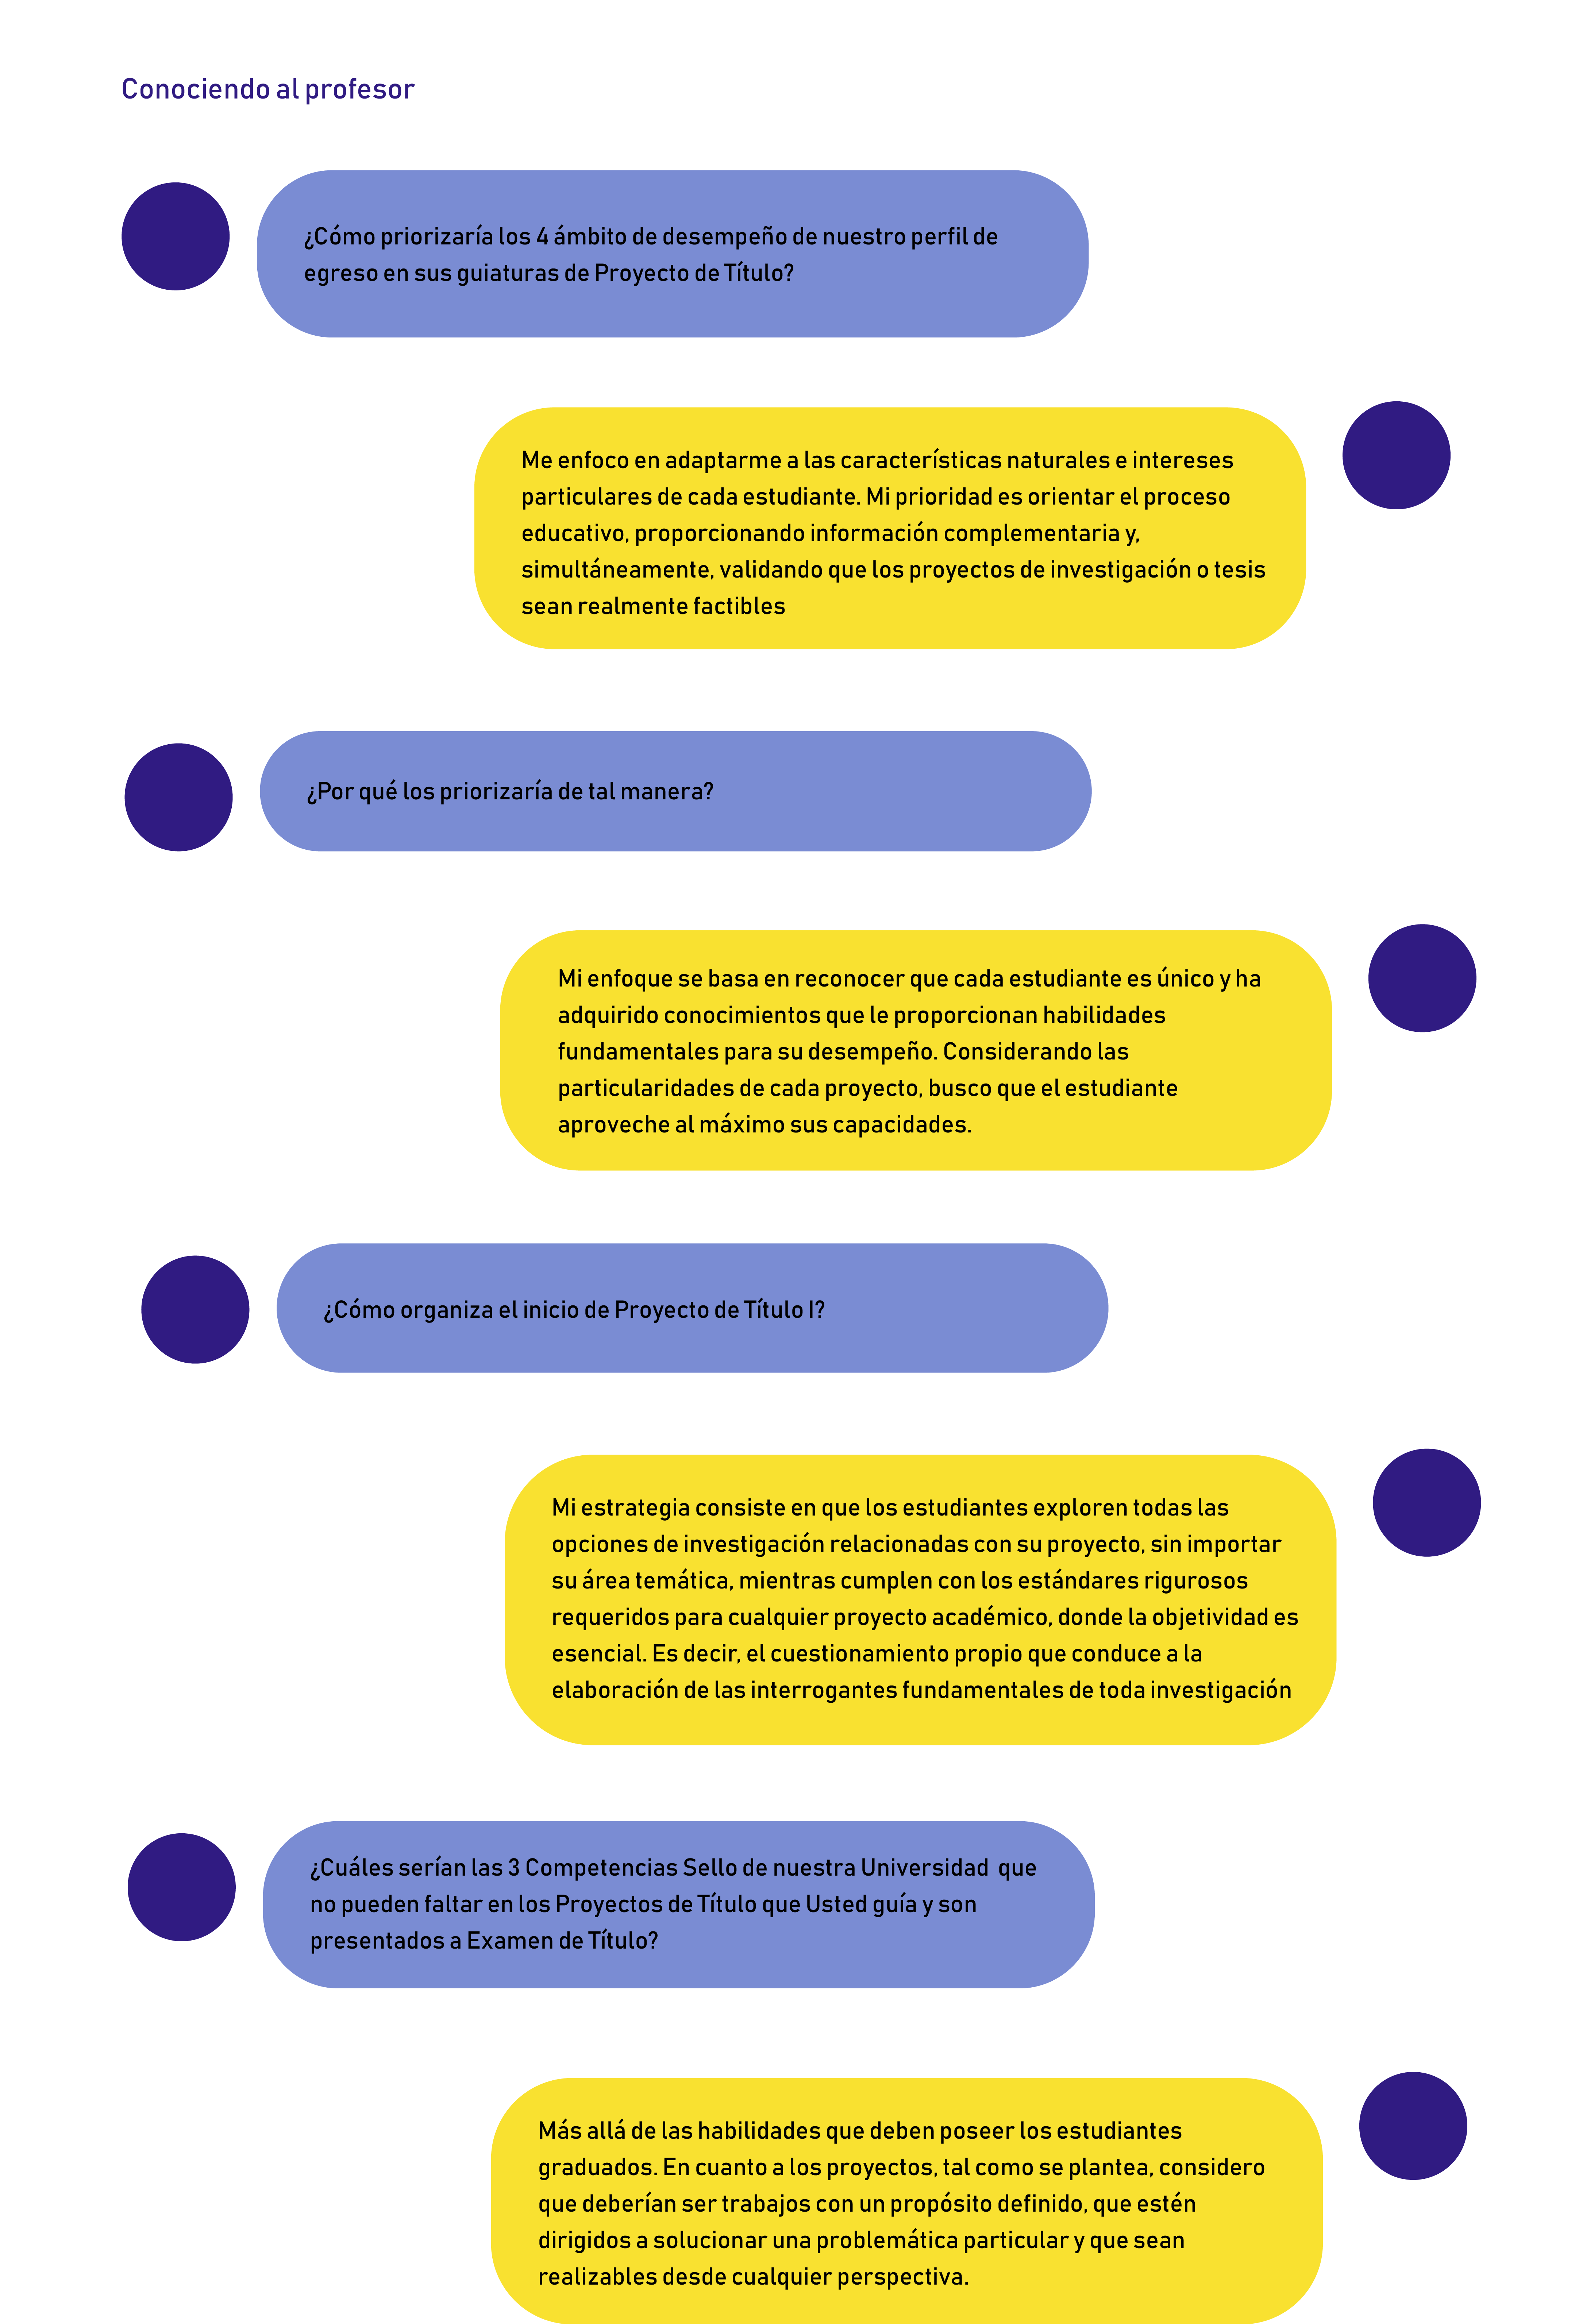 Conociendo al profesor
¿Cómo priorizaría los 4 ámbito de desempeño de nuestro perfil de
egreso en sus guiaturas de Proyecto de Título?
Me enfoco en adaptarme a las características naturales e intereses
particulares de cada estudiante. Mi prioridad es orientar el proceso
educativo, proporcionando información complementaria y,
simultáneamente, validando que los proyectos de investigación o tesis
sean realmente factibles
¿Por qué los priorizaría de tal manera?
Mi enfoque se basa en reconocer que cada estudiante es único y ha
adquirido conocimientos que le proporcionan habilidades
fundamentales para su desempeño. Considerando las
particularidades de cada proyecto, busco que el estudiante
aproveche al máximo sus capacidades.
¿Cómo organiza el inicio de Proyecto de Título I?
Mi estrategia consiste en que los estudiantes exploren todas las
opciones de investigación relacionadas con su proyecto, sin importar
su área temática, mientras cumplen con los estándares rigurosos
requeridos para cualquier proyecto académico, donde la objetividad es
esencial. Es decir, el cuestionamiento propio que conduce a la
elaboración de las interrogantes fundamentales de toda investigación
¿Cuáles serían las 3 Competencias Sello de nuestra Universidad  que
no pueden faltar en los Proyectos de Título que Usted guía y son
presentados a Examen de Título?
Más allá de las habilidades que deben poseer los estudiantes
graduados. En cuanto a los proyectos, tal como se plantea, considero
que deberían ser trabajos con un propósito definido, que estén
dirigidos a solucionar una problemática particular y que sean
realizables desde cualquier perspectiva.